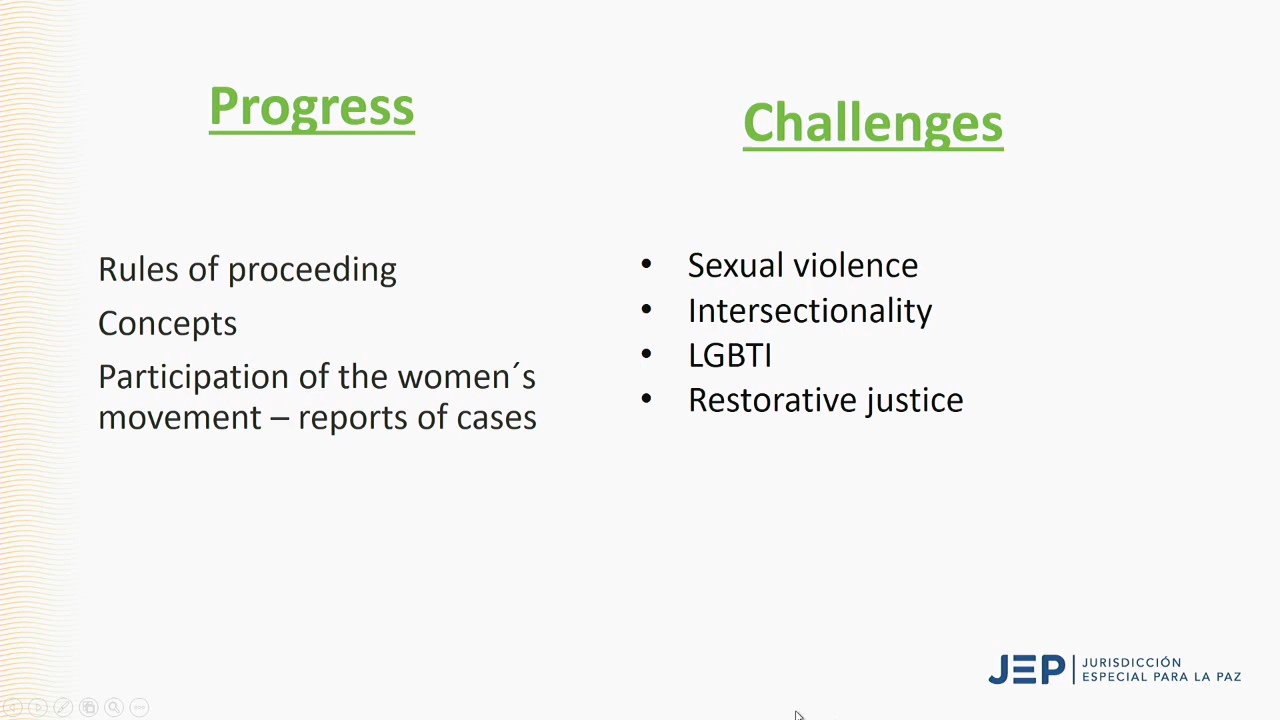 Progress
Rules of proceeding
Concepts
Participation of the women´s
movement – reports of cases
Challenges
• Sexual violence
• Intersectionality
• LGBTI
• Restorative justice
JEP
JURISDICCIÓN
ESPECIAL PARA LA PAZ